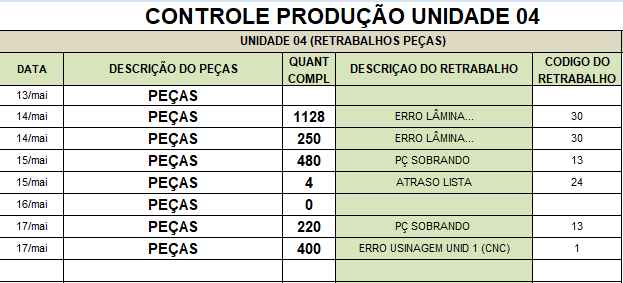 CONTROLE PRODUÇÃO UNIDADE 04
UNIDADE 04 (RETRABALHOS PEÇAS)
DATA DESCRIÇÃO DO PEÇAS QUANT COMPL DESCRIÇAO DO RETRABALHO CODIGO DO RETRABALHO
13/mai PEÇAS
14/mai PEÇAS 1128 ERRO LÂMINA... 30
14/mai PEÇAS 250 ERRO LÂMINA... 30
15/mai PEÇAS 480 PÇ SOBRANDO 13
15/mai PEÇAS 4 ATRASO LISTA 24
16/mai PEÇAS 0
17/mai PEÇAS 220 PÇ SOBRANDO 13
17/mai PEÇAS 400 ERRO USINAGEM UNID 1 (CNC) 1